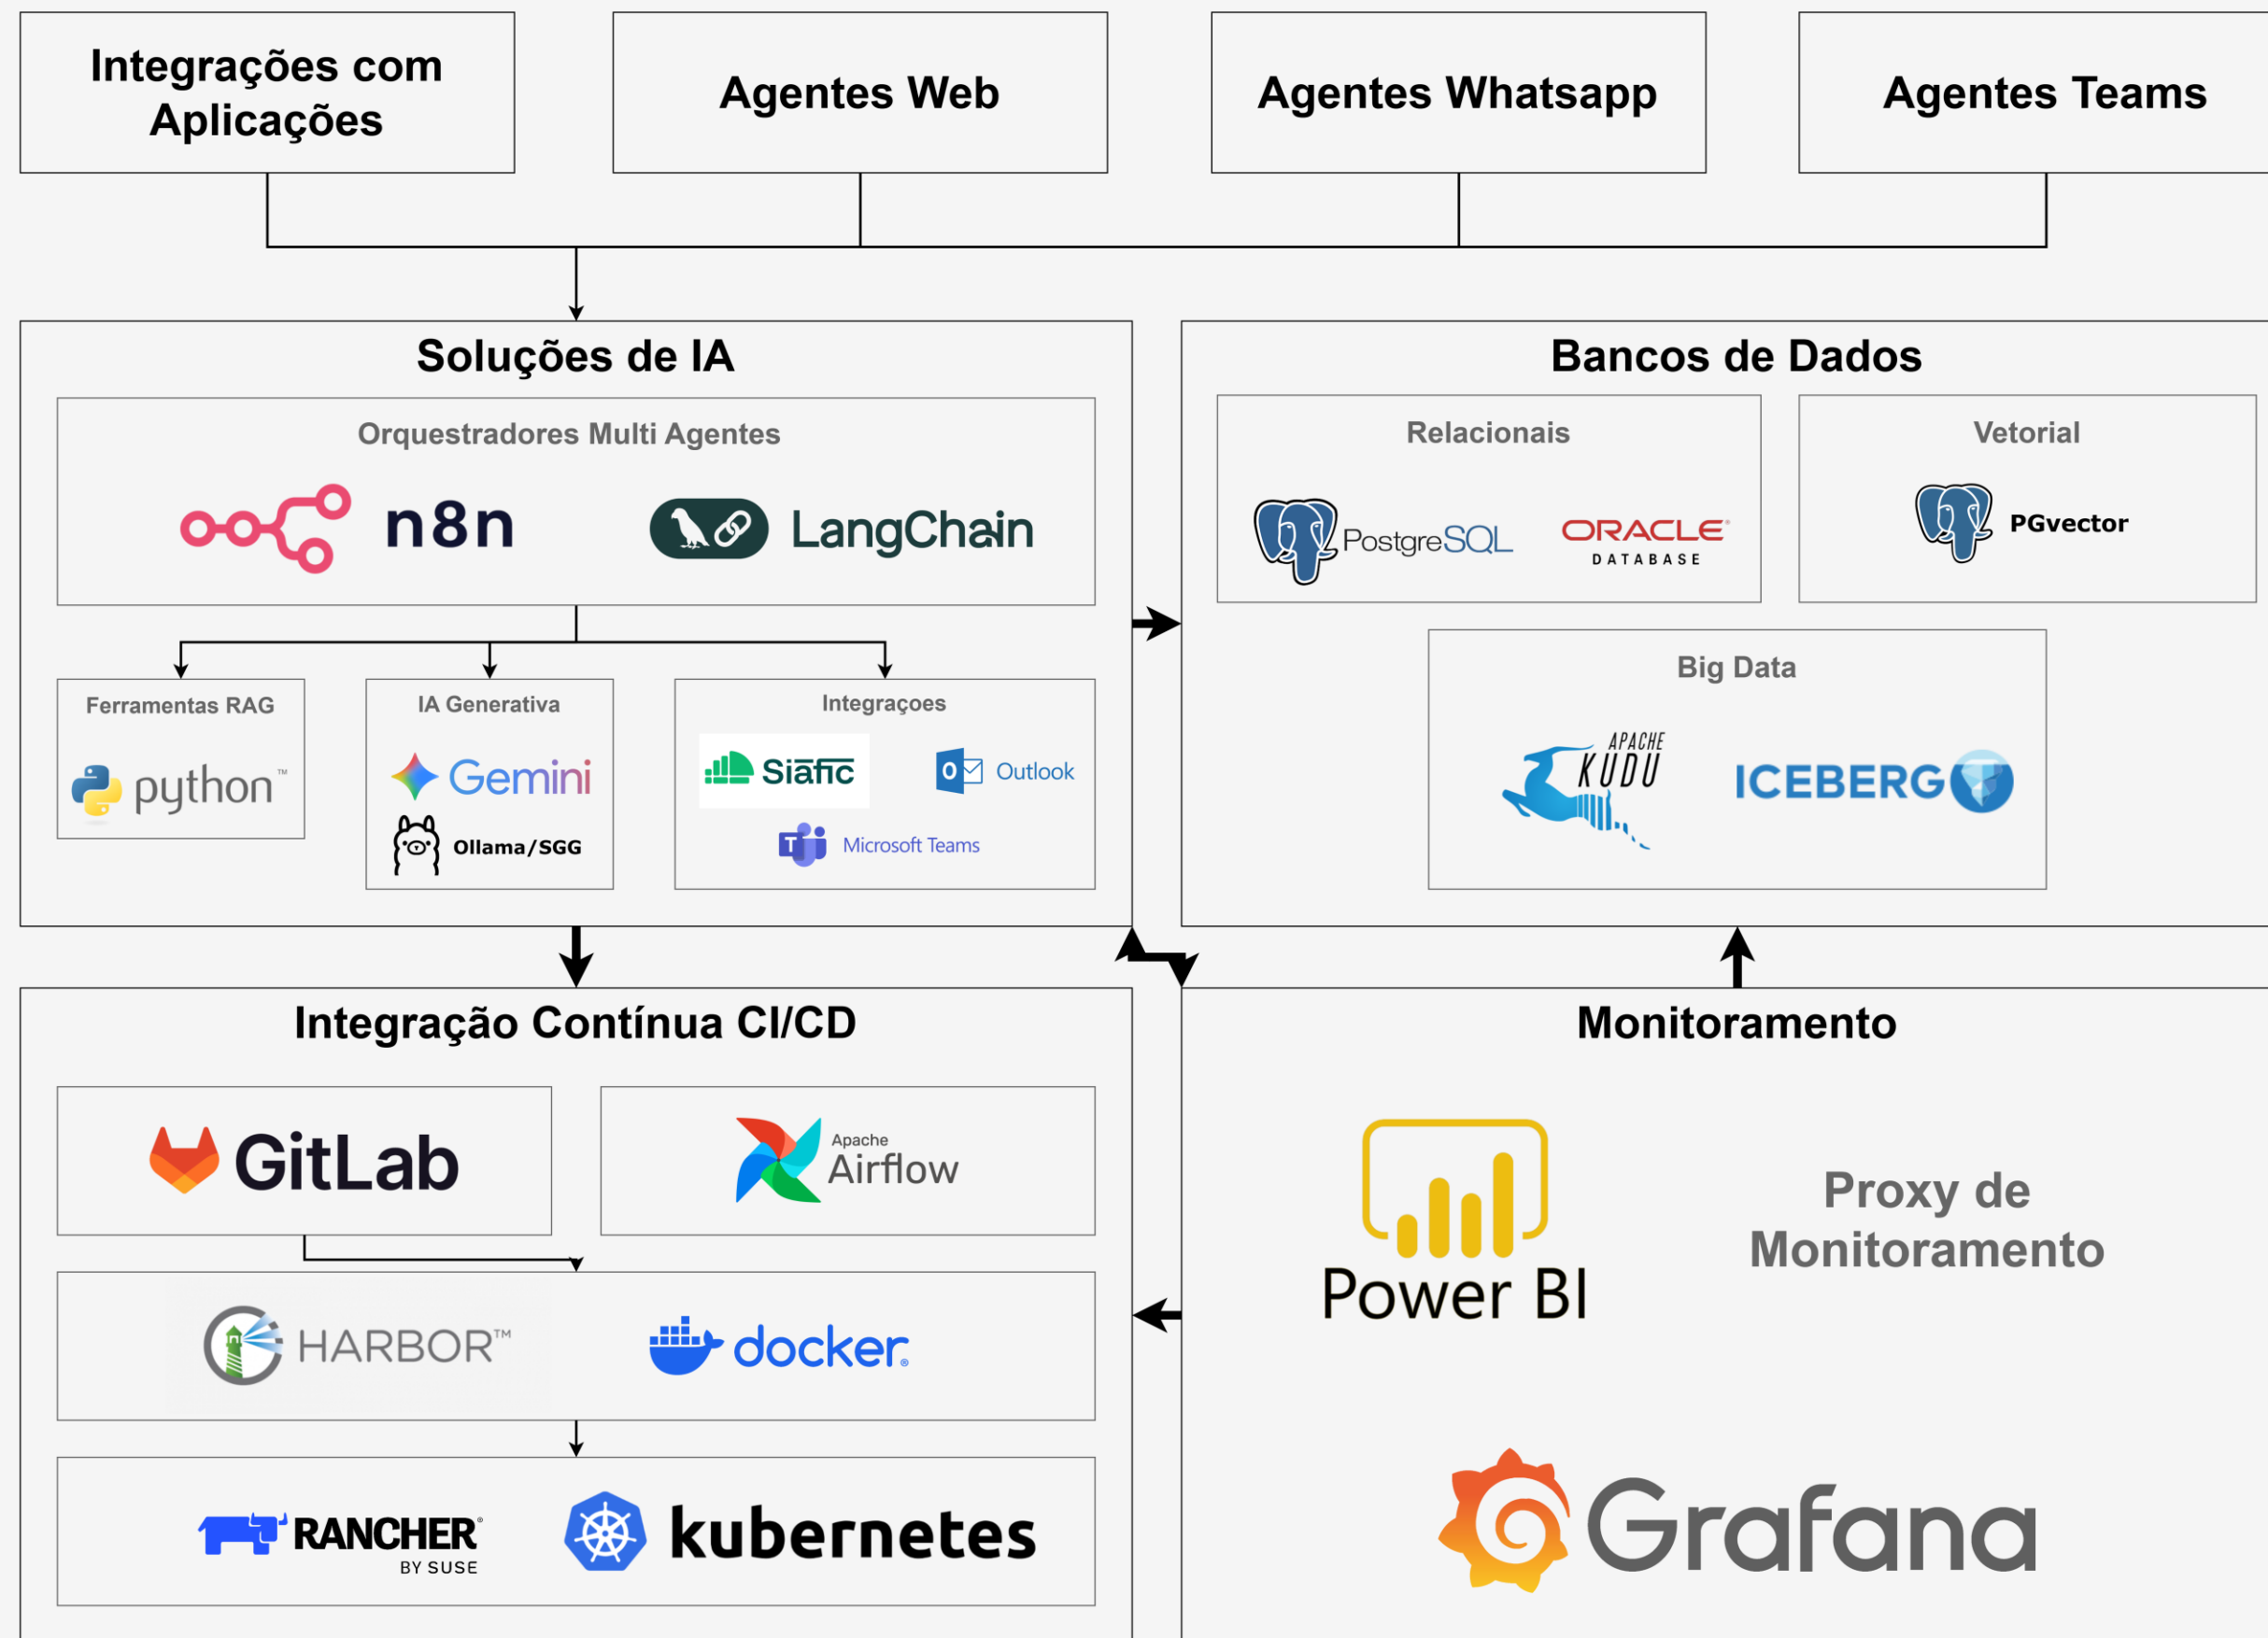 Integrações com
Aplicações
Agentes Web
Agentes Whatsapp
Agentes Teams
Soluções de IA
Orquestradores Multi Agentes
n8n
LangChain
Ferramentas RAG
python™
IA Generativa
Gemini
Ollama/SGG
Integraçoes
Siafic
Outlook
Microsoft Teams
Bancos de Dados
Relacionais
PostgreSQL
ORACLE®
DATABASE
Vetorial
PGvector
Big Data
APACHE
KUDU
ICEBERG
Integração Contínua CI/CD
GitLab
Apache
Airflow
HARBOR™
docker®
RANCHER®
BY SUSE
kubernetes
Monitoramento
Power BI
Proxy de
Monitoramento
Grafana